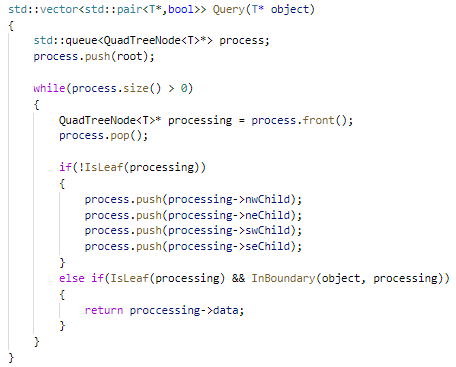 std::vector<std::pair<T*,bool>> Query(T* object)
{
    std::queue<QuadTreeNode<T>*> process;
    process.push(root);

    while(process.size() > 0)
    {
        QuadTreeNode<T>* processing = process.front();
        process.pop();

        if(!IsLeaf(processing))
        {
            process.push(processing->nwChild);
            process.push(processing->neChild);
            process.push(processing->swChild);
            process.push(processing->seChild);
        }
        else if(IsLeaf(processing) && InBoundary(object, processing))
        {
            return proccessing->data;
        }
    }
}